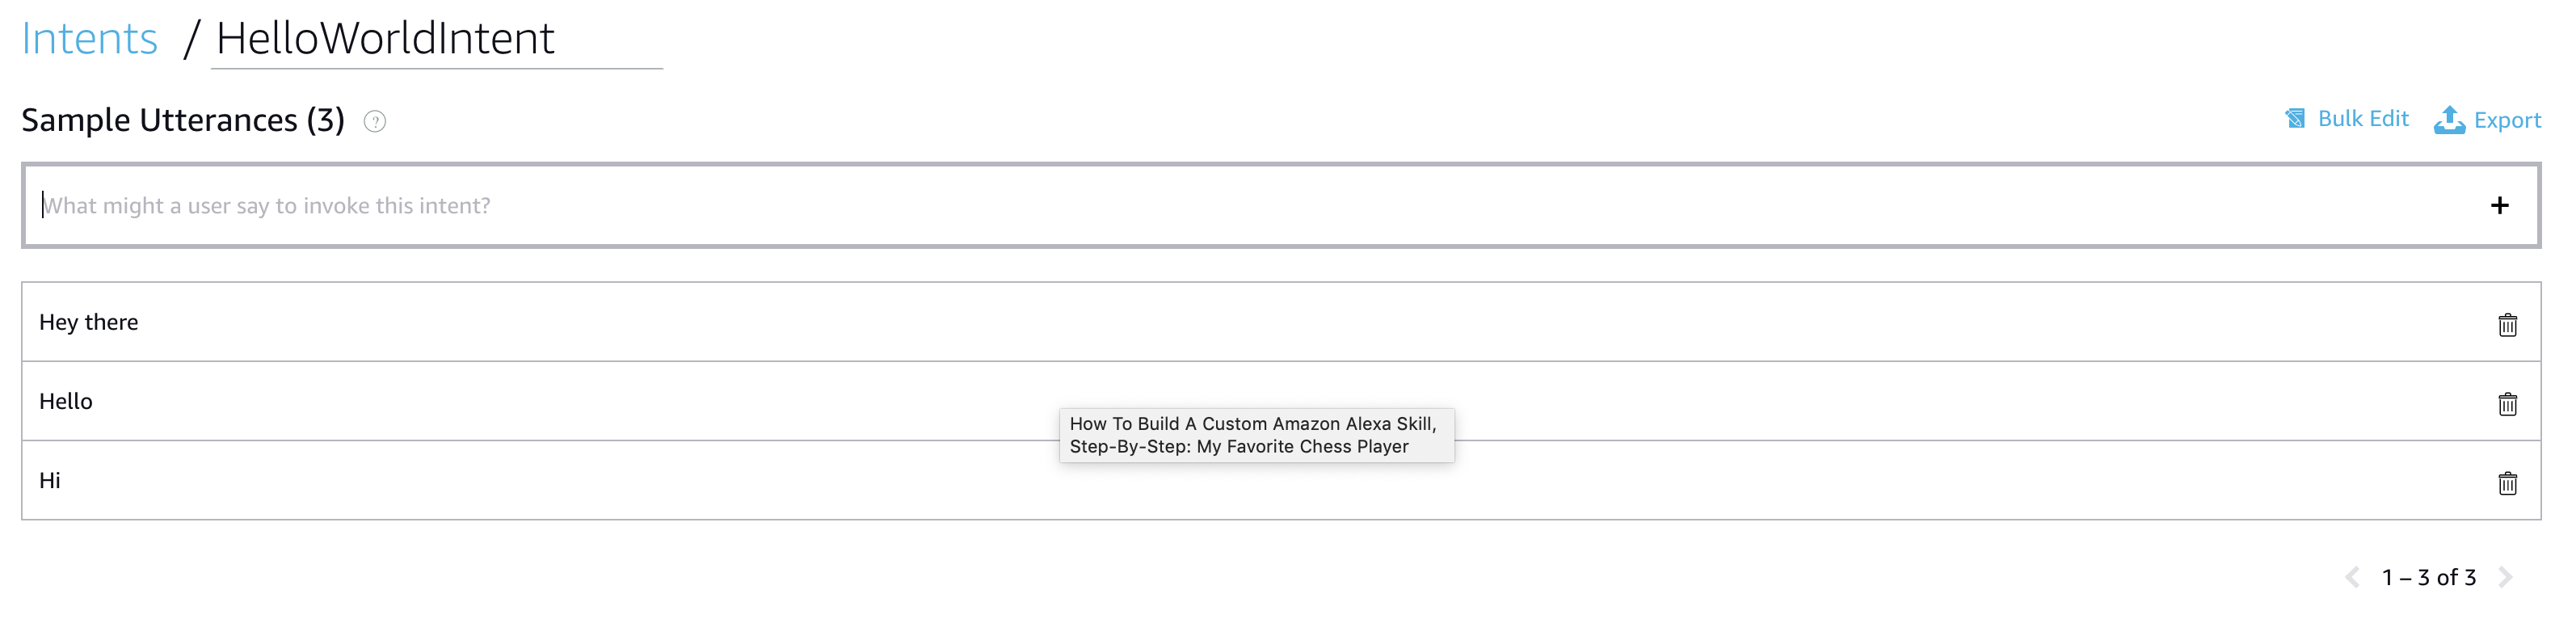 Intents / HelloWorldIntent
Sample Utterances (3) ?
Bulk Edit Export
What might a user say to invoke this intent? +
Hey there
Hello
How To Build A Custom Amazon Alexa Skill,
Step-By-Step: My Favorite Chess Player
Hi
1 – 3 of 3